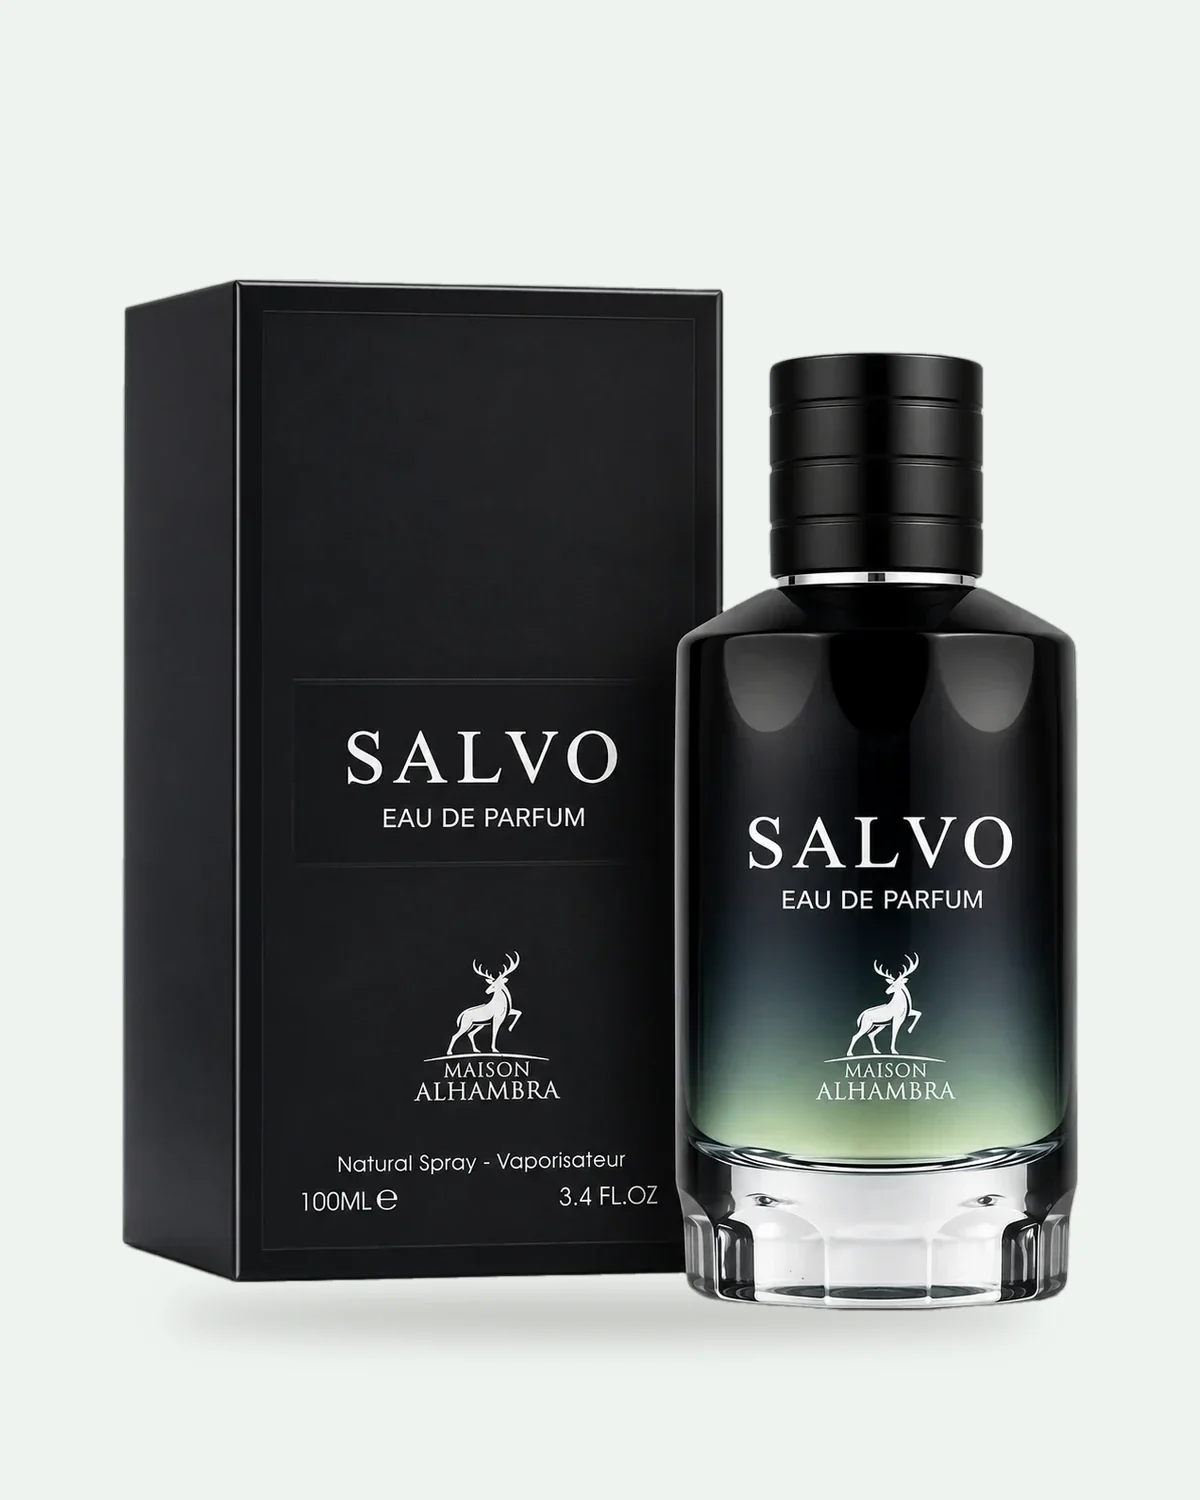 SALVO
EAU DE PARFUM
MAISON
ALHAMBRA
Natural Spray - Vaporisateur
100ML℮
3.4 FL.OZ
SALVO
EAU DE PARFUM
MAISON
ALHAMBRA